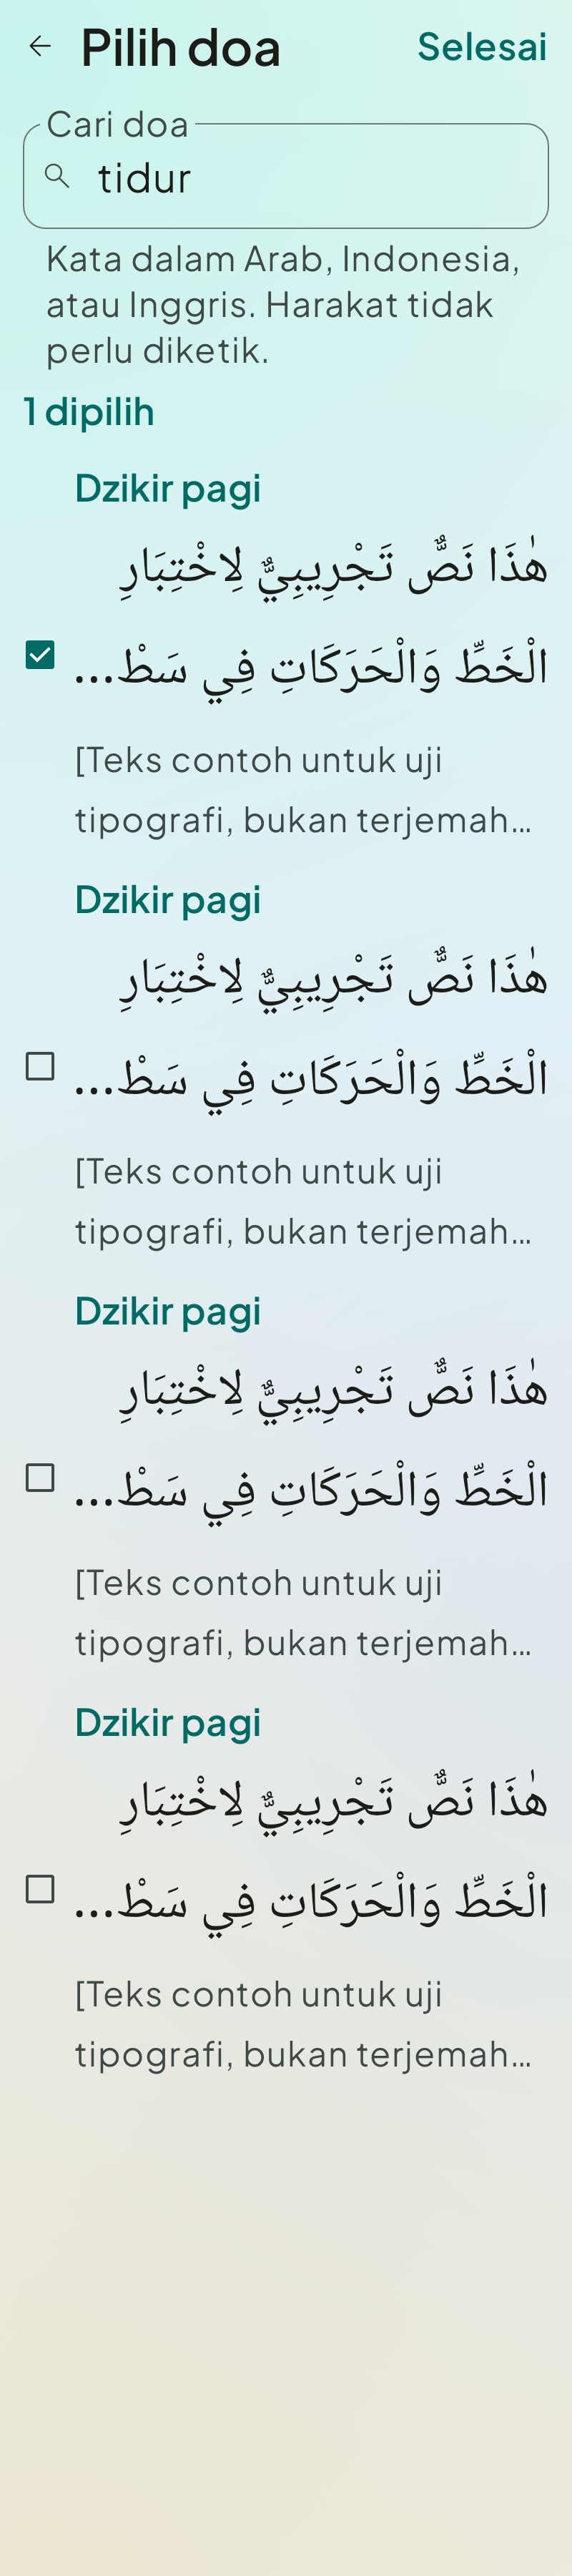 Pilih doa
Selesai
Cari doa
tidur
Kata dalam Arab, Indonesia,
atau Inggris. Harakat tidak
perlu diketik.
1 dipilih
Dzikir pagi
هٰذَا نَصٌّ تَجْرِيبِيٌّ لِاخْتِبَارِ
الْخَطِّ وَالْحَرَكَاتِ فِي سَطْ...
[Teks contoh untuk uji
tipografi, bukan terjemah...
Dzikir pagi
هٰذَا نَصٌّ تَجْرِيبِيٌّ لِاخْتِبَارِ
الْخَطِّ وَالْحَرَكَاتِ فِي سَطْ...
[Teks contoh untuk uji
tipografi, bukan terjemah...
Dzikir pagi
هٰذَا نَصٌّ تَجْرِيبِيٌّ لِاخْتِبَارِ
الْخَطِّ وَالْحَرَكَاتِ فِي سَطْ...
[Teks contoh untuk uji
tipografi, bukan terjemah...
Dzikir pagi
هٰذَا نَصٌّ تَجْرِيبِيٌّ لِاخْتِبَارِ
الْخَطِّ وَالْحَرَكَاتِ فِي سَطْ...
[Teks contoh untuk uji
tipografi, bukan terjemah...